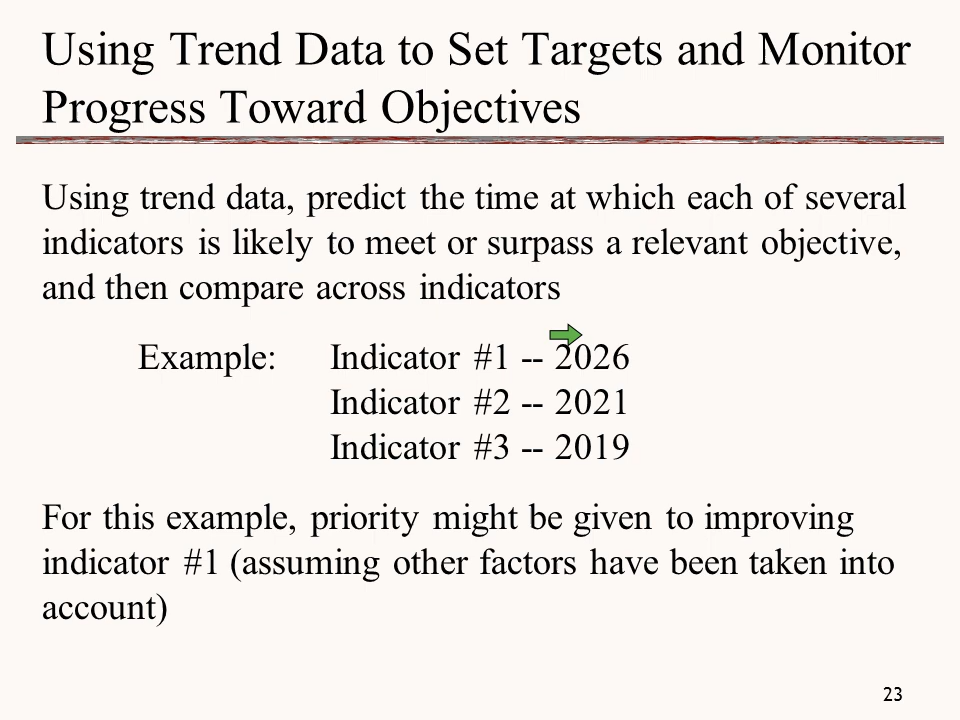 Using Trend Data to Set Targets and Monitor
Progress Toward Objectives
Using trend data, predict the time at which each of several
indicators is likely to meet or surpass a relevant objective,
and then compare across indicators
Example: Indicator #1 -- 2026
Indicator #2 -- 2021
Indicator #3 -- 2019
For this example, priority might be given to improving
indicator #1 (assuming other factors have been taken into
account)
23